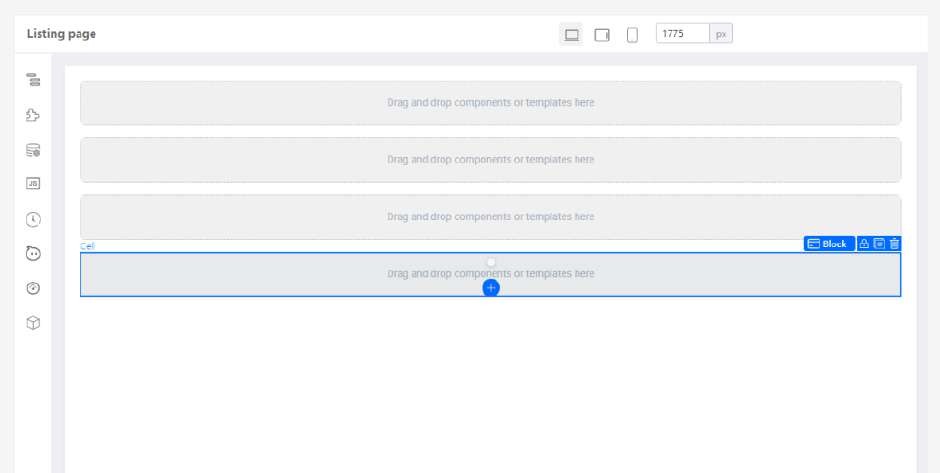 Listing page
1775 px
Drag and drop components or templates here
JS
Drag and drop components or templates here
Drag and drop components or templates here
Cell
Block
Drag and drop components or templates here